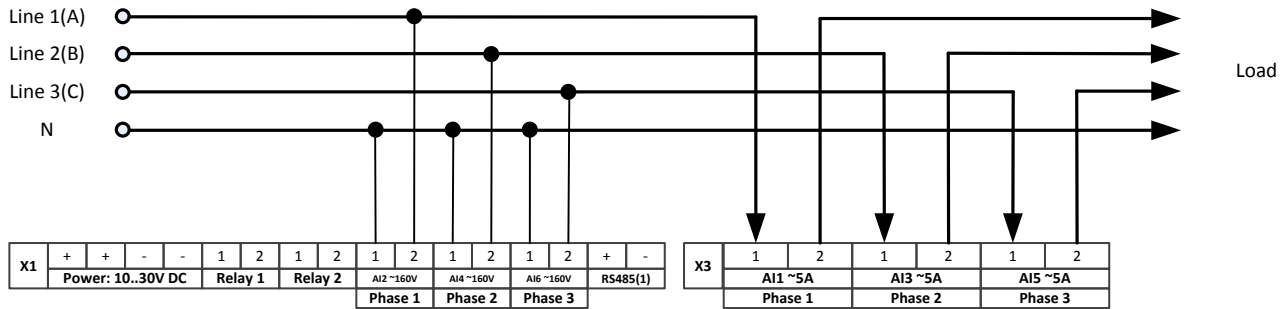 Line 1(A)
Line 2(B)
Line 3(C)
N
Load
X1 + + - - 1 2 1 2 1 2 1 2 1 2 + -
Power: 10..30V DC Relay 1 Relay 2 AI2 ~160V AI4 ~160V AI6 ~160V RS485(1)
Phase 1 Phase 2 Phase 3
X3 1 2 1 2 1 2
AI1 ~5A AI3 ~5A AI5 ~5A
Phase 1 Phase 2 Phase 3